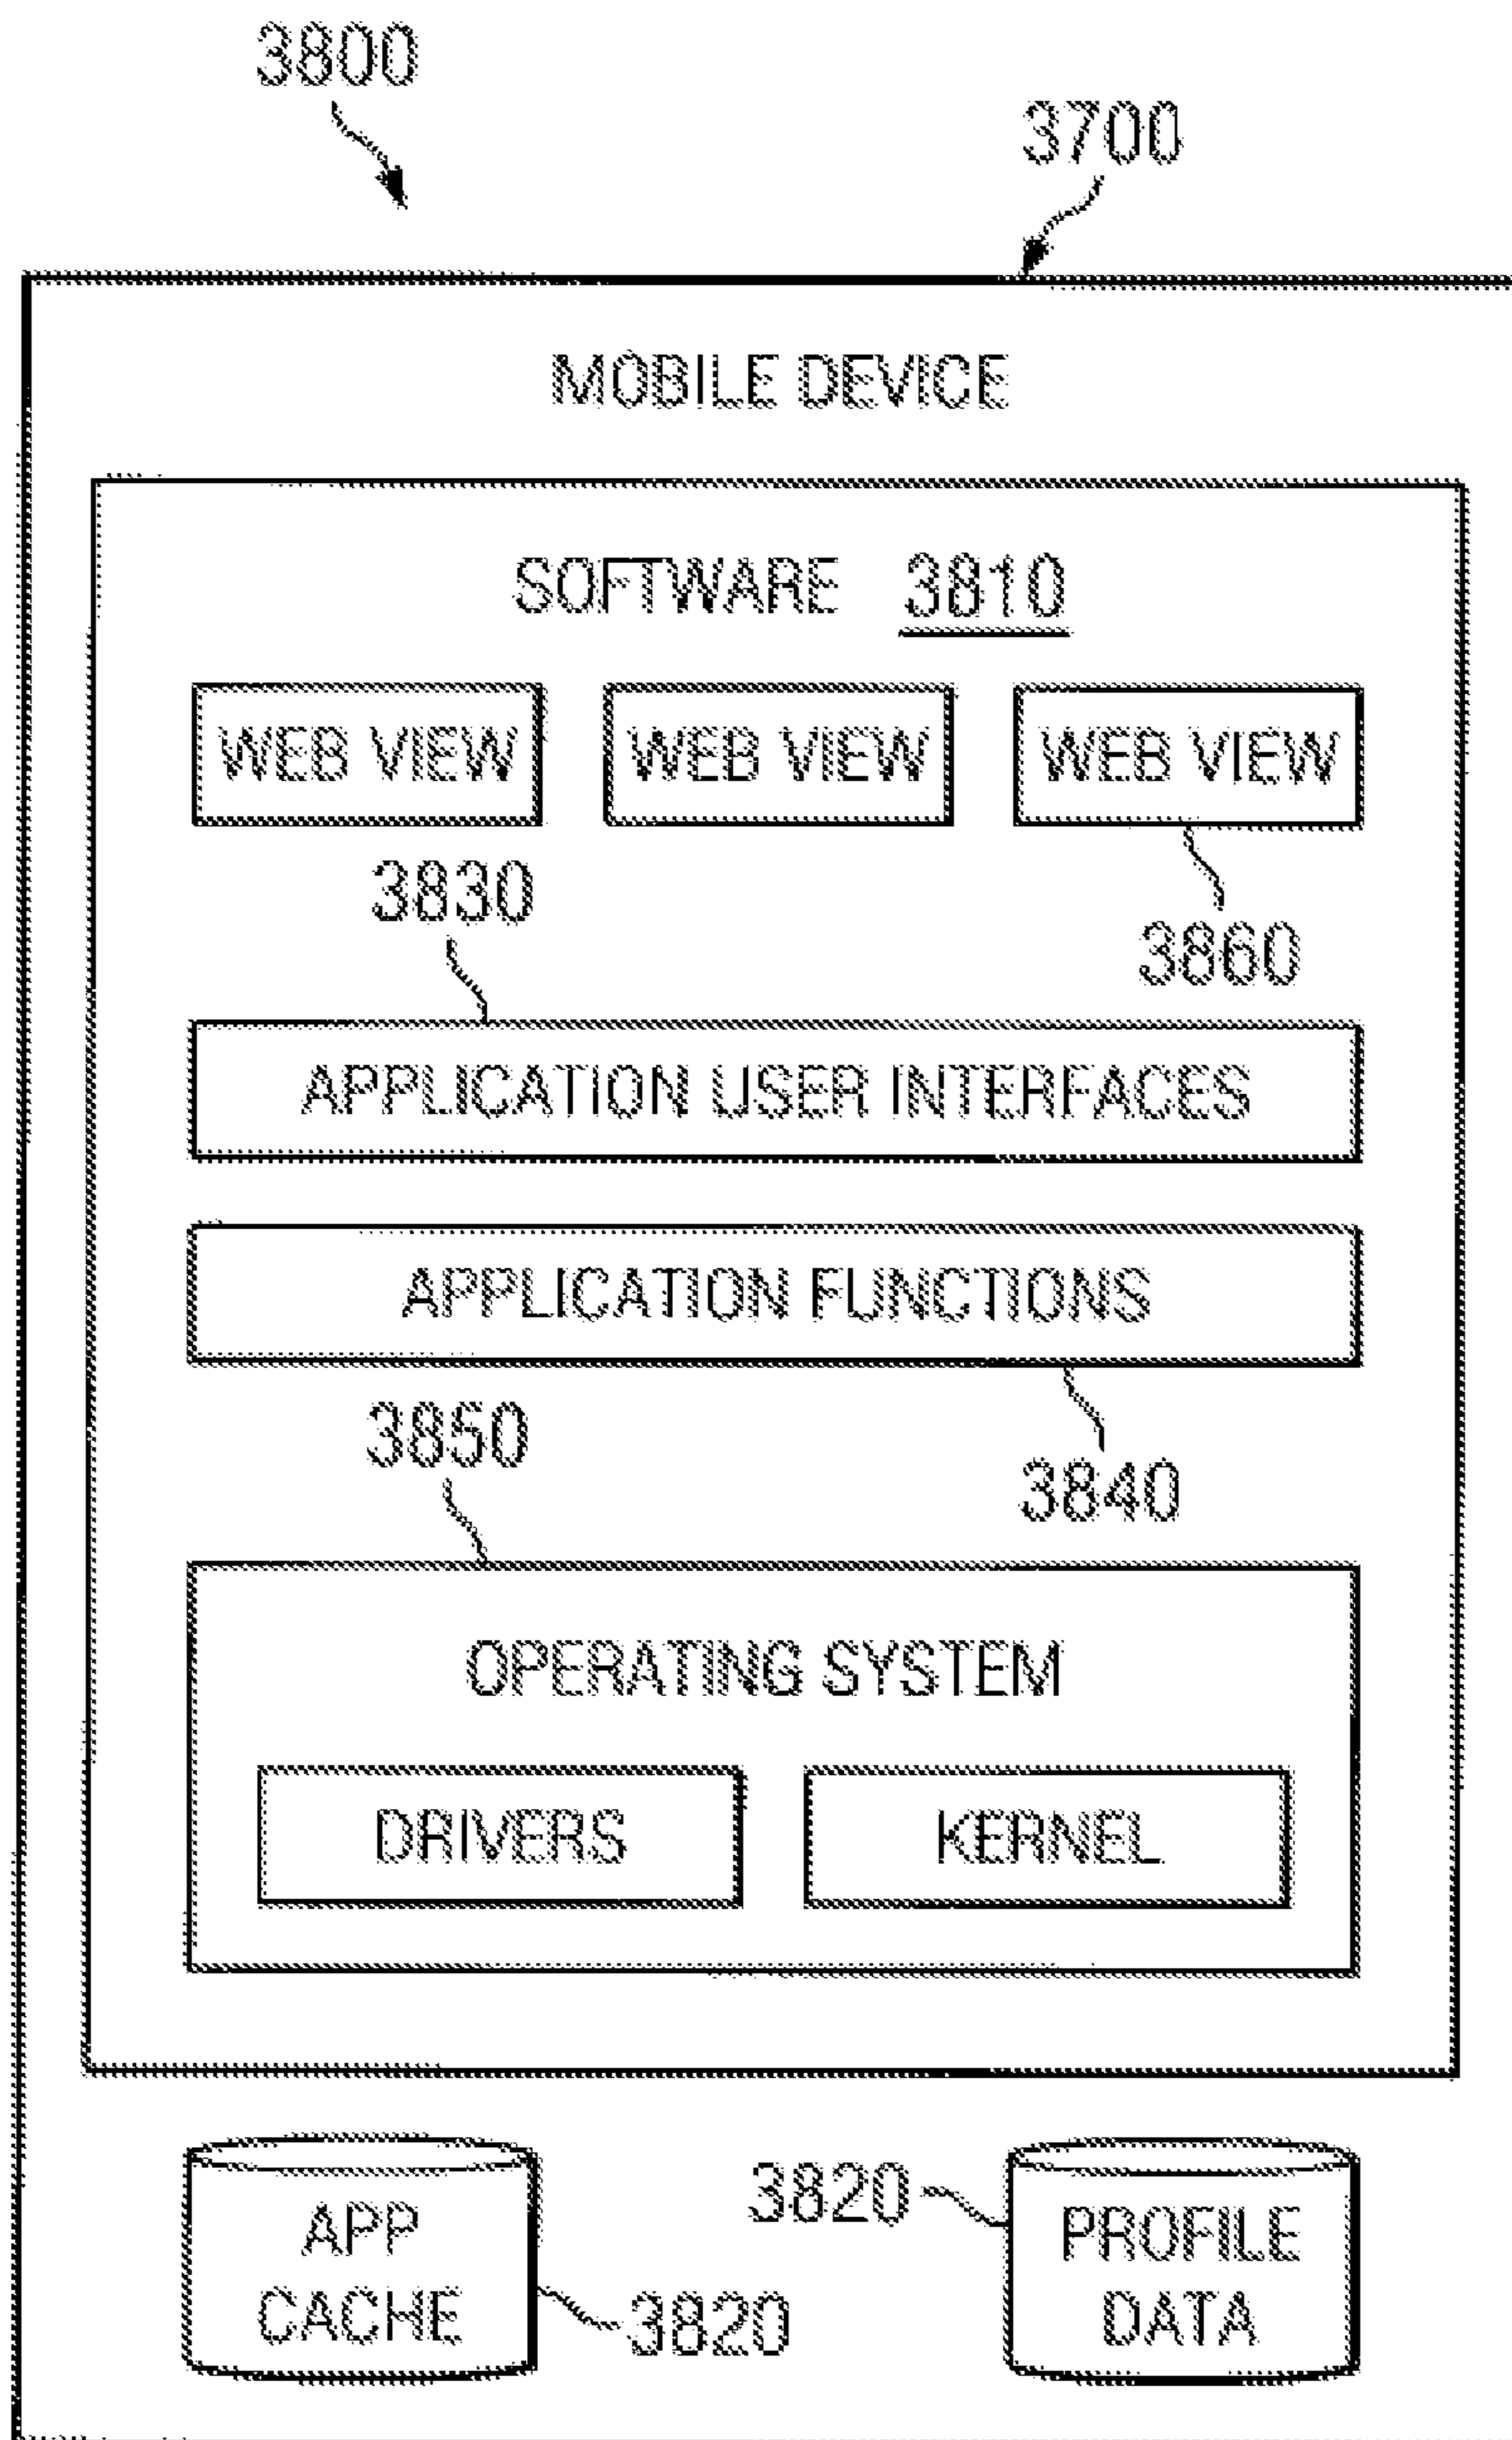 3800
3700
MOBILE DEVICE
SOFTWARE 3810
WEB VIEW WEB VIEW WEB VIEW
3830
3860
APPLICATION USER INTERFACES
APPLICATION FUNCTIONS
3850
3840
OPERATING SYSTEM
DRIVERS KERNEL
APP
CACHE
3820
3820
PROFILE
DATA